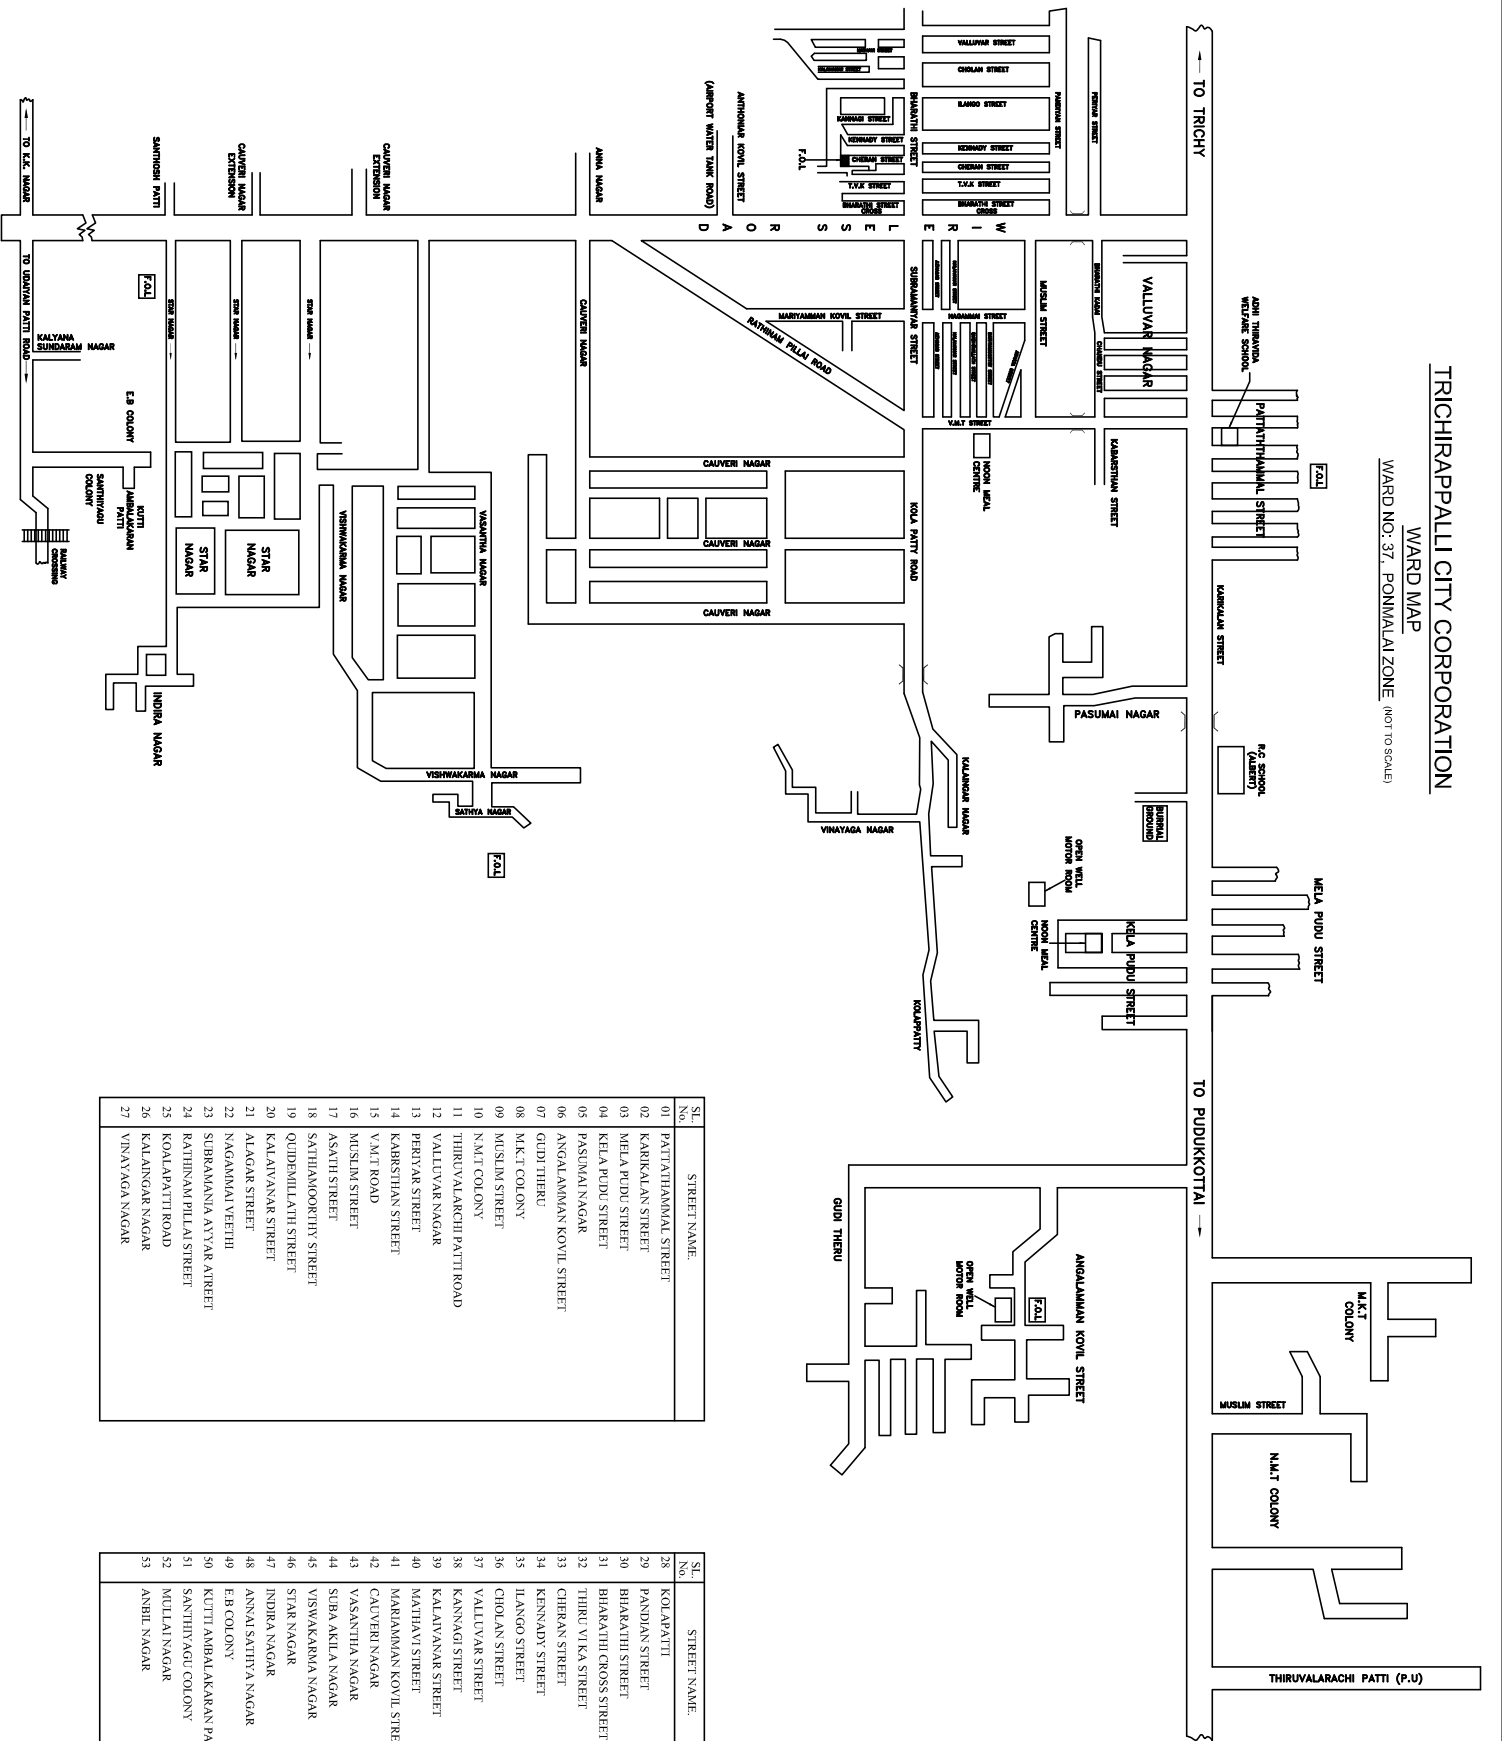 TRICHIRAPPALLI CITY CORPORATION
WARD MAP
WARD NO: 37, PONMALAI ZONE (NOT TO SCALE)
← TO TRICHY
TO PUDUKKOTTAI →
ADHI THIRAVIDA
WELFARE SCHOOL
PATTATHTHAMMAL STREET
F.O.L
KARIKALAN STREET
R.C SCHOOL
(ALBERT)
MELA PUDU STREET
M.K.T
COLONY
MUSLIM STREET
N.M.T COLONY
THIRUVALARACHI PATTI (P.U)
PERIYAR STREET
PANDIYAN STREET
VALLUVAR STREET
CHOLAN STREET
ILANGO STREET
KENNADY STREET
CHERAN STREET
T.V.K STREET
BHARATHI STREET
CROSS
BHARATHI STREET
KANNAGI STREET
KENNADY STREET
CHERAN STREET
T.V.K STREET
BHARATHI STREET
CROSS
F.O.L
WIRELESS ROAD
VALLUVAR NAGAR
CHANDU STREET
MUSLIM STREET
NAGAMMAI STREET
V.M.T STREET
KABARSTHAN STREET
NOON MEAL
CENTRE
SUBRAMANIYAR STREET
MARIYAMMAN KOVIL STREET
RATHINAM PILLAI ROAD
KOLA PATTY ROAD
PASUMAI NAGAR
BURRIAL
GROUND
OPEN WELL
MOTOR ROOM
NOON MEAL
CENTRE
KELA PUDU STREET
KALAINGAR NAGAR
VINAYAGA NAGAR
KOLAPPATTY
ANGALAMMAN KOVIL STREET
F.O.L
OPEN WELL
MOTOR ROOM
GUDI THERU
ANTHONIAR KOVIL STREET
(AIRPORT WATER TANK ROAD)
ANNA NAGAR
CAUVERI NAGAR
CAUVERI NAGAR
CAUVERI NAGAR
CAUVERI NAGAR
CAUVERI NAGAR
EXTENSION
CAUVERI NAGAR
EXTENSION
SANTHOSH PATTI
← TO K.K. NAGAR
TO UDAIYAN PATTI ROAD →
F.O.L
STAR NAGAR →
STAR NAGAR →
STAR NAGAR →
KALYANA
SUNDARAM NAGAR
E.B COLONY
KUTTI
AMBALAKARAN
PATTI
SANTHIYAGU
COLONY
RAILWAY
CROSSING
STAR
NAGAR
STAR
NAGAR
VISHWAKARMA NAGAR
VASANTHA NAGAR
INDIRA NAGAR
VISHWAKARMA NAGAR
SATHYA NAGAR
F.O.L
SL. No. STREET NAME.
01 PATTATHAMMAL STREET
02 KARIKALAN STREET
03 MELA PUDU STREET
04 KELA PUDU STREET
05 PASUMAI NAGAR
06 ANGALAMMAN KOVIL STREET
07 GUDI THERU
08 M.K.T COLONY
09 MUSLIM STREET
10 N.M.T COLONY
11 THIRUVALARCHI PATTI ROAD
12 VALLUVAR NAGAR
13 PERIYAR STREET
14 KABRSTHAN STREET
15 V.M.T ROAD
16 MUSLIM STREET
17 ASATH STREET
18 SATHIAMOORTHY STREET
19 QUIDEMILLATH STREET
20 KALAIVANAR STREET
21 ALAGAR STREET
22 NAGAMMAI VEETHI
23 SUBRAMANIA AYYAR ATREET
24 RATHINAM PILLAI STREET
25 KOALAPATTI ROAD
26 KALAINGAR NAGAR
27 VINAYAGA NAGAR
SL. No. STREET NAME.
28 KOLAPATTI
29 PANDIAN STREET
30 BHARATHI STREET
31 BHARATHI CROSS STREET
32 THIRU VI KA STREET
33 CHERAN STREET
34 KENNADY STREET
35 ILANGO STREET
36 CHOLAN STREET
37 VALLUVAR STREET
38 KANNAGI STREET
39 KALAIVANAR STREET
40 MATHAVI STREET
41 MARIAMMAN KOVIL STRE
42 CAUVERI NAGAR
43 VASANTHA NAGAR
44 SUBA AKILA NAGAR
45 VISWAKARMA NAGAR
46 STAR NAGAR
47 INDIRA NAGAR
48 ANNAI SATHYA NAGAR
49 E.B COLONY
50 KUTTI AMBALAKARAN PA
51 SANTHIYAGU COLONY
52 MULLAI NAGAR
53 ANBIL NAGAR